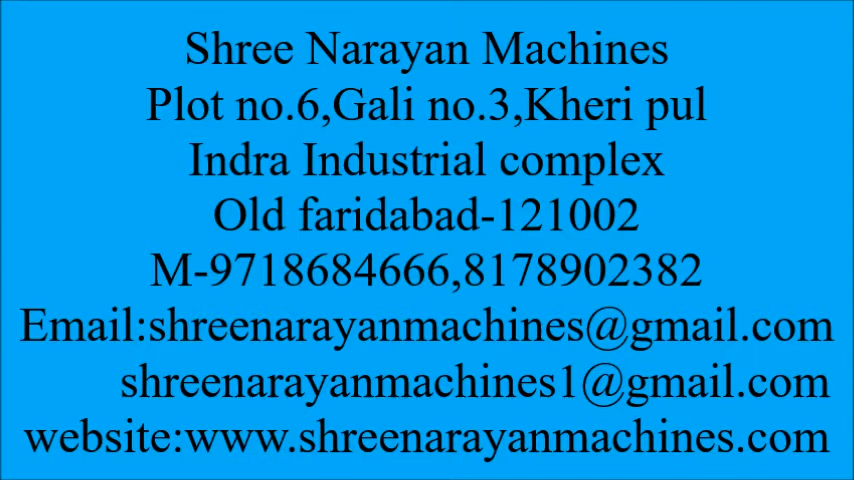 Shree Narayan Machines
Plot no.6,Gali no.3,Kheri pul
Indra Industrial complex
Old faridabad-121002
M-9718684666,8178902382
Email:shreenarayanmachines@gmail.com
shreenarayanmachines1@gmail.com
website:www.shreenarayanmachines.com